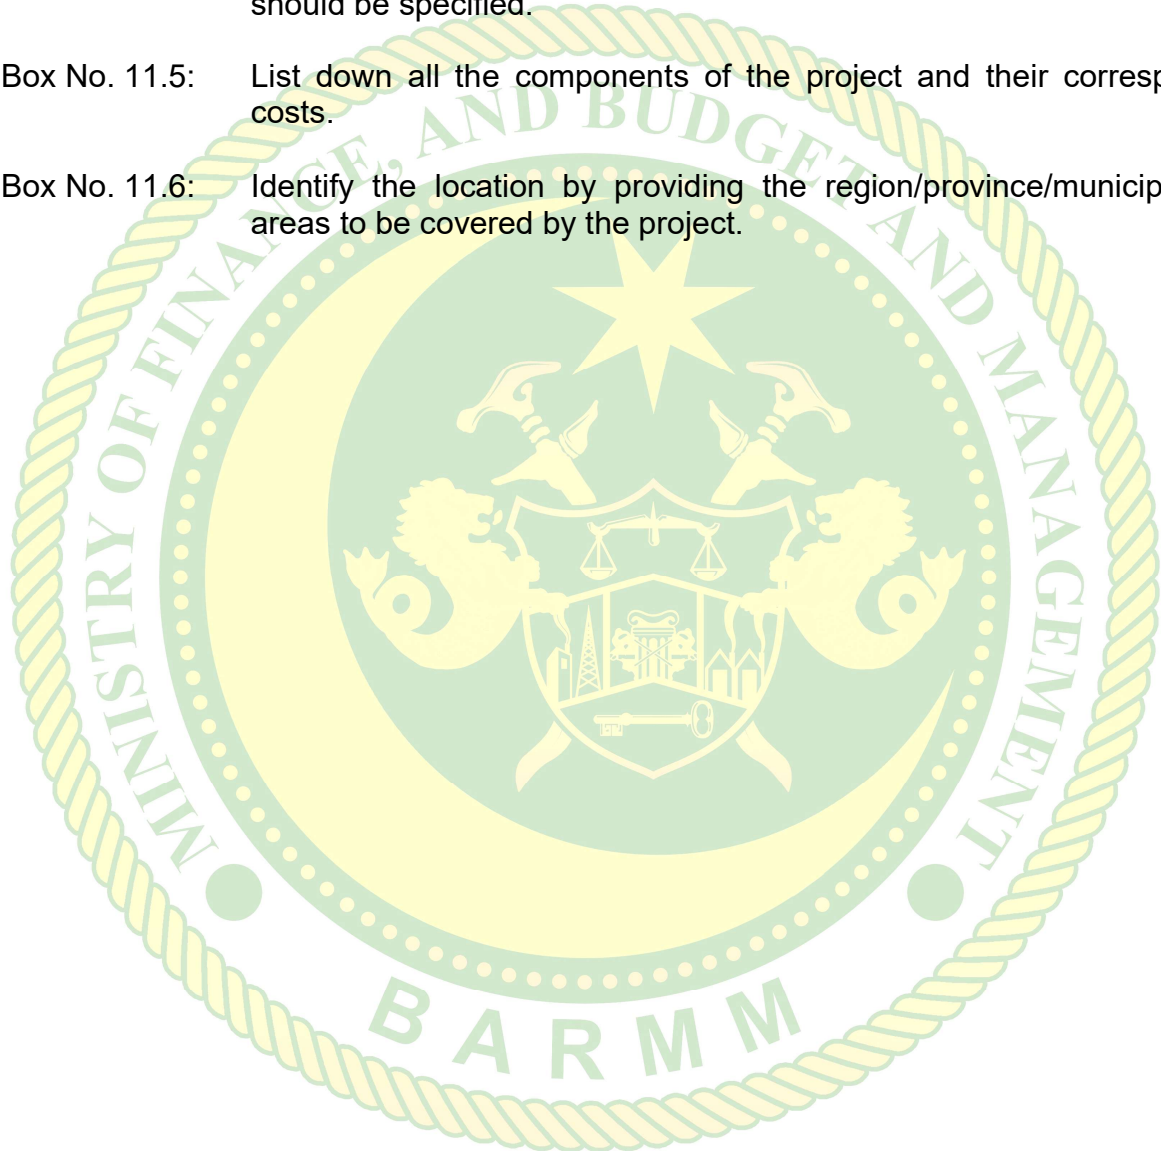 should be specified.
Box No. 11.5: List down all the components of the project and their corresp
costs.
Box No. 11.6: Identify the location by providing the region/province/municip
areas to be covered by the project.
MINISTRY OF FINANCE, AND BUDGET AND MANAGEMENT
BARMM